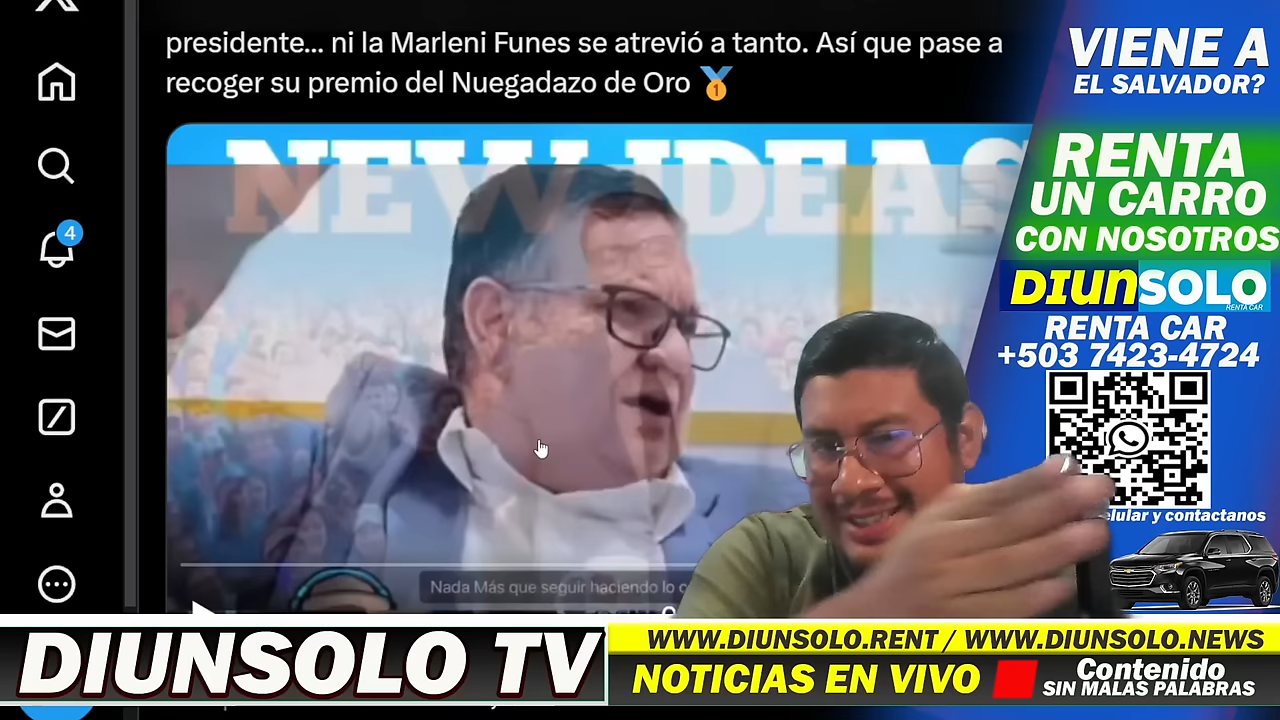 presidente... ni la Marleni Funes se atrevió a tanto. Así que pase a
recoger su premio del Nuegadazo de Oro
1
4
NEW IDEAS
Nada Más que seguir haciendo lo
VIENE A
EL SALVADOR?
RENTA
UN CARRO
CON NOSOTROS
DIUNSOLO
RENTA CAR
RENTA CAR
+503 7423-4724
elular y contactanos
DIUNSOLO TV
WWW.DIUNSOLO.RENT / WWW.DIUNSOLO.NEWS
NOTICIAS EN VIVO
Contenido
SIN MALAS PALABRAS